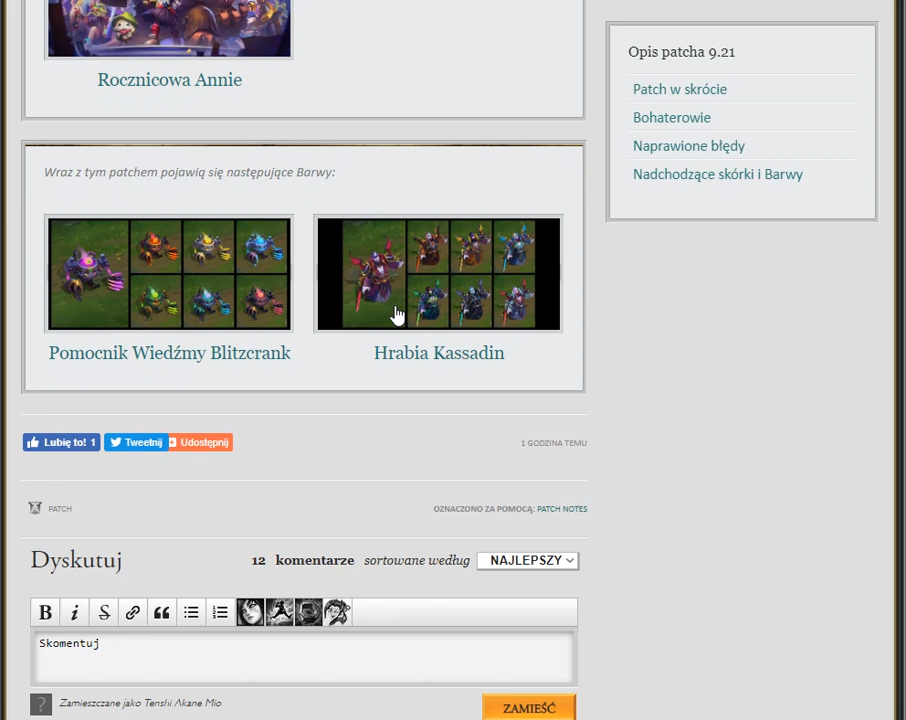 Rocznicowa Annie
Opis patcha 9.21
Patch w skrócie
Bohaterowie
Naprawione błędy
Nadchodzące skórki i Barwy
Wraz z tym patchem pojawią się następujące Barwy:
Pomocnik Wiedźmy Blitzcrank
Hrabia Kassadin
Lubię to! 1
Tweetnij
Udostępnij
1 GODZINA TEMU
PATCH
OZNACZONO ZA POMOCĄ: PATCH NOTES
Dyskutuj
12 komentarze sortowane według NAJLEPSZY
B i S
Skomentuj
? Zamieszczane jako Tenshi Akane Mio
ZAMIEŚĆ